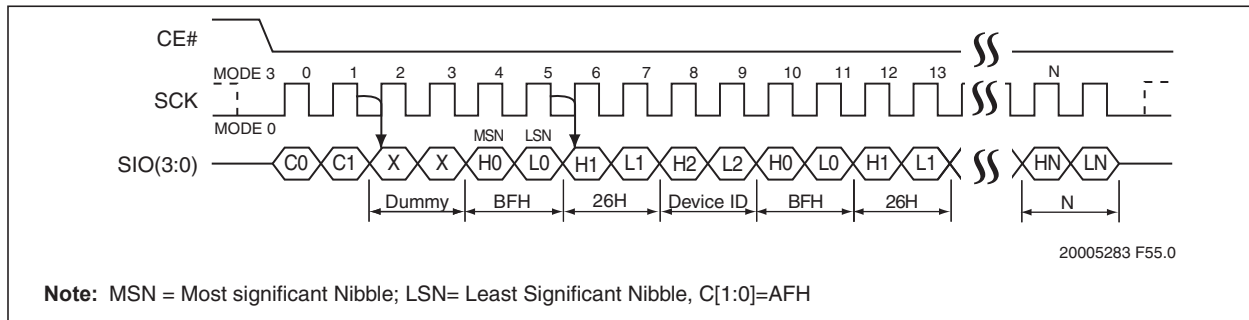 CE#
MODE 3 0 1 2 3 4 5 6 7 8 9 10 11 12 13 N
SCK
MODE 0
MSN LSN
SIO(3:0) C0 C1 X X H0 L0 H1 L1 H2 L2 H0 L0 H1 L1 HN LN
Dummy BFH 26H Device ID BFH 26H N
20005283 F55.0
Note: MSN = Most significant Nibble; LSN= Least Significant Nibble, C[1:0]=AFH